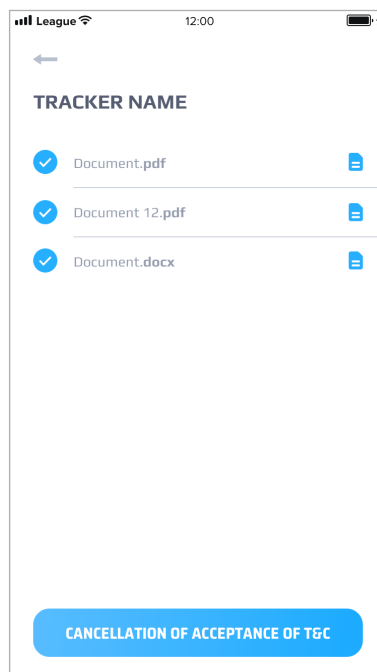 League
12:00
TRACKER NAME
Document.pdf
Document 12.pdf
Document.docx
CANCELLATION OF ACCEPTANCE OF T&C